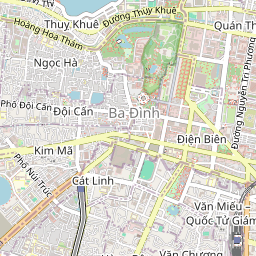 Thụy Khuê
Đường Thụy Khuê
Quán Th
Hoàng Hoa Thám
Ngọc Hà
Đường Nguyễn Tri Phương
Phố Đội Cấn
Đội Cấn
Ba Đình
Điện Biên
Kim Mã
Phố Núi Trúc
Cát Linh
Văn Miếu –
Quốc Tử Giám
Văn Chương